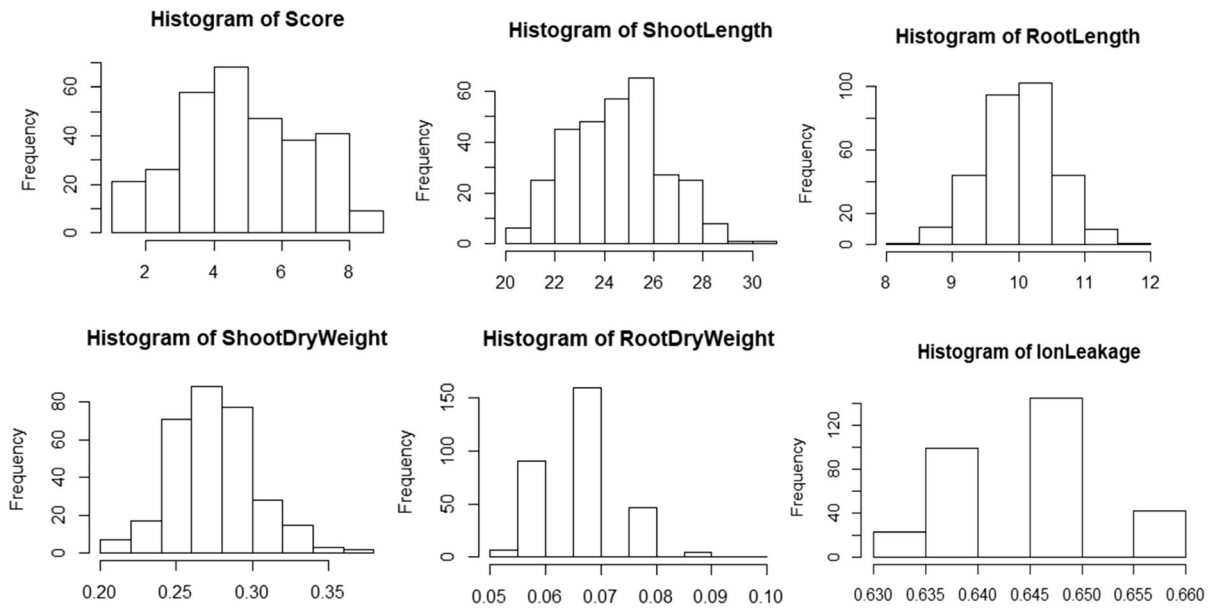 Histogram of Score
Frequency
60
40
20
0
2 4 6 8
Histogram of ShootLength
Frequency
60
40
20
0
20 22 24 26 28 30
Histogram of RootLength
Frequency
100
60
20
0
8 9 10 11 12
Histogram of ShootDryWeight
Frequency
80
60
40
20
0
0.20 0.25 0.30 0.35
Histogram of RootDryWeight
Frequency
150
100
50
0
0.05 0.06 0.07 0.08 0.09 0.10
Histogram of IonLeakage
Frequency
120
80
40
0
0.630 0.635 0.640 0.645 0.650 0.655 0.660